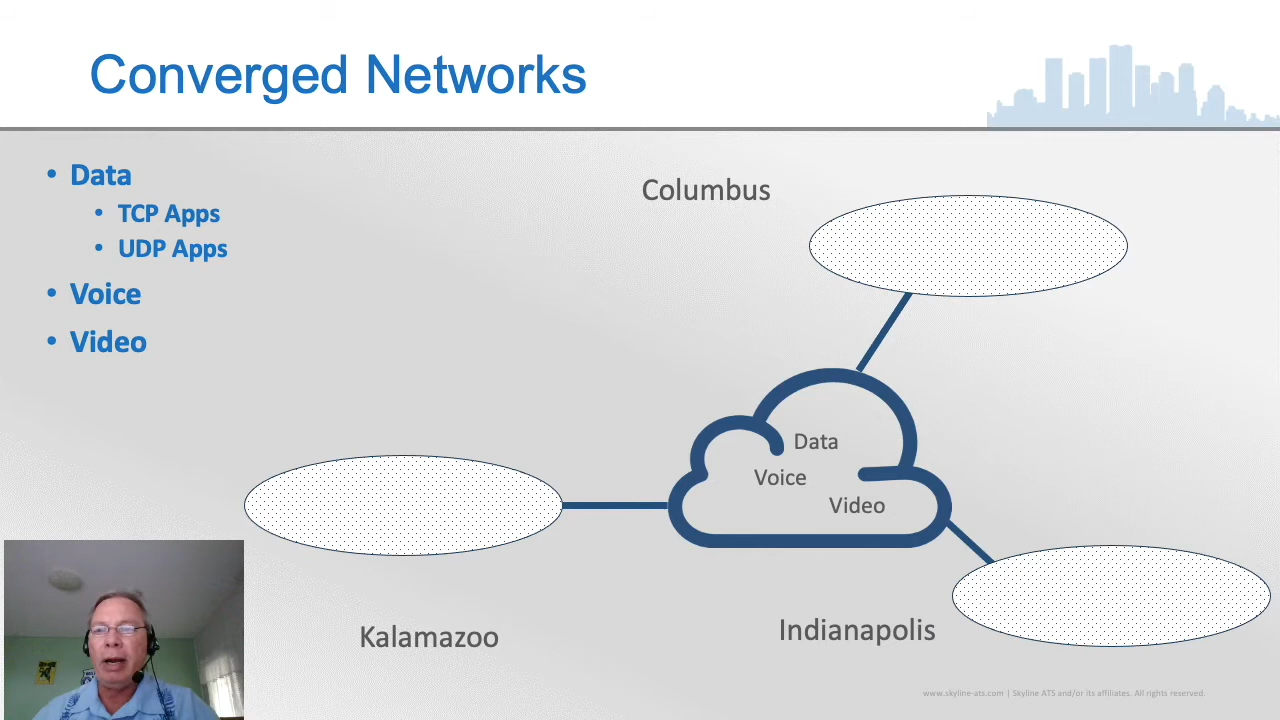 Converged Networks
• Data
• TCP Apps
• UDP Apps
• Voice
• Video
Columbus
Data
Voice
Video
Kalamazoo
Indianapolis
www.skyline-ats.com | Skyline ATS and/or its affiliates. All rights reserved.